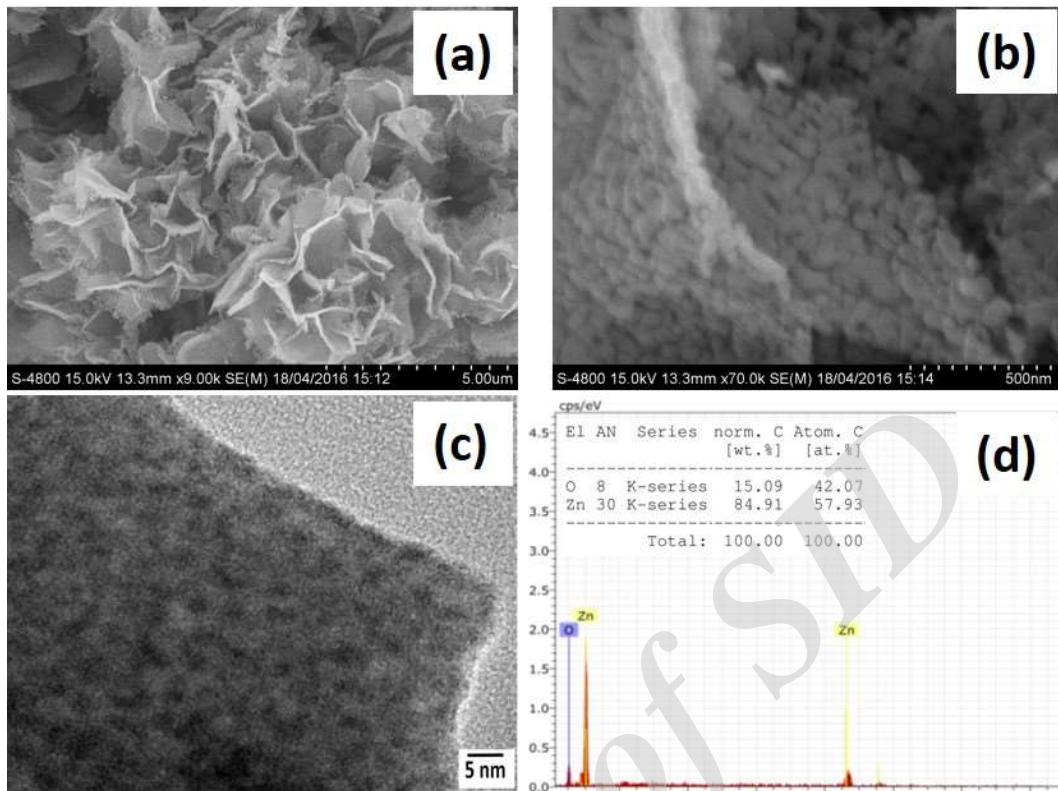 (a)
S-4800 15.0kV 13.3mm x9.00k SE(M) 18/04/2016 15:12 5.00um
(b)
S-4800 15.0kV 13.3mm x70.0k SE(M) 18/04/2016 15:14 500nm
(c)
5 nm
(d)
cps/eV
El AN Series norm. C Atom. C
[wt.%] [at.%]
O 8 K-series 15.09 42.07
Zn 30 K-series 84.91 57.93
Total: 100.00 100.00
4.5
4.0
3.5
3.0
2.5
2.0
1.5
1.0
0.5
0.0
O
Zn
Zn
of SID